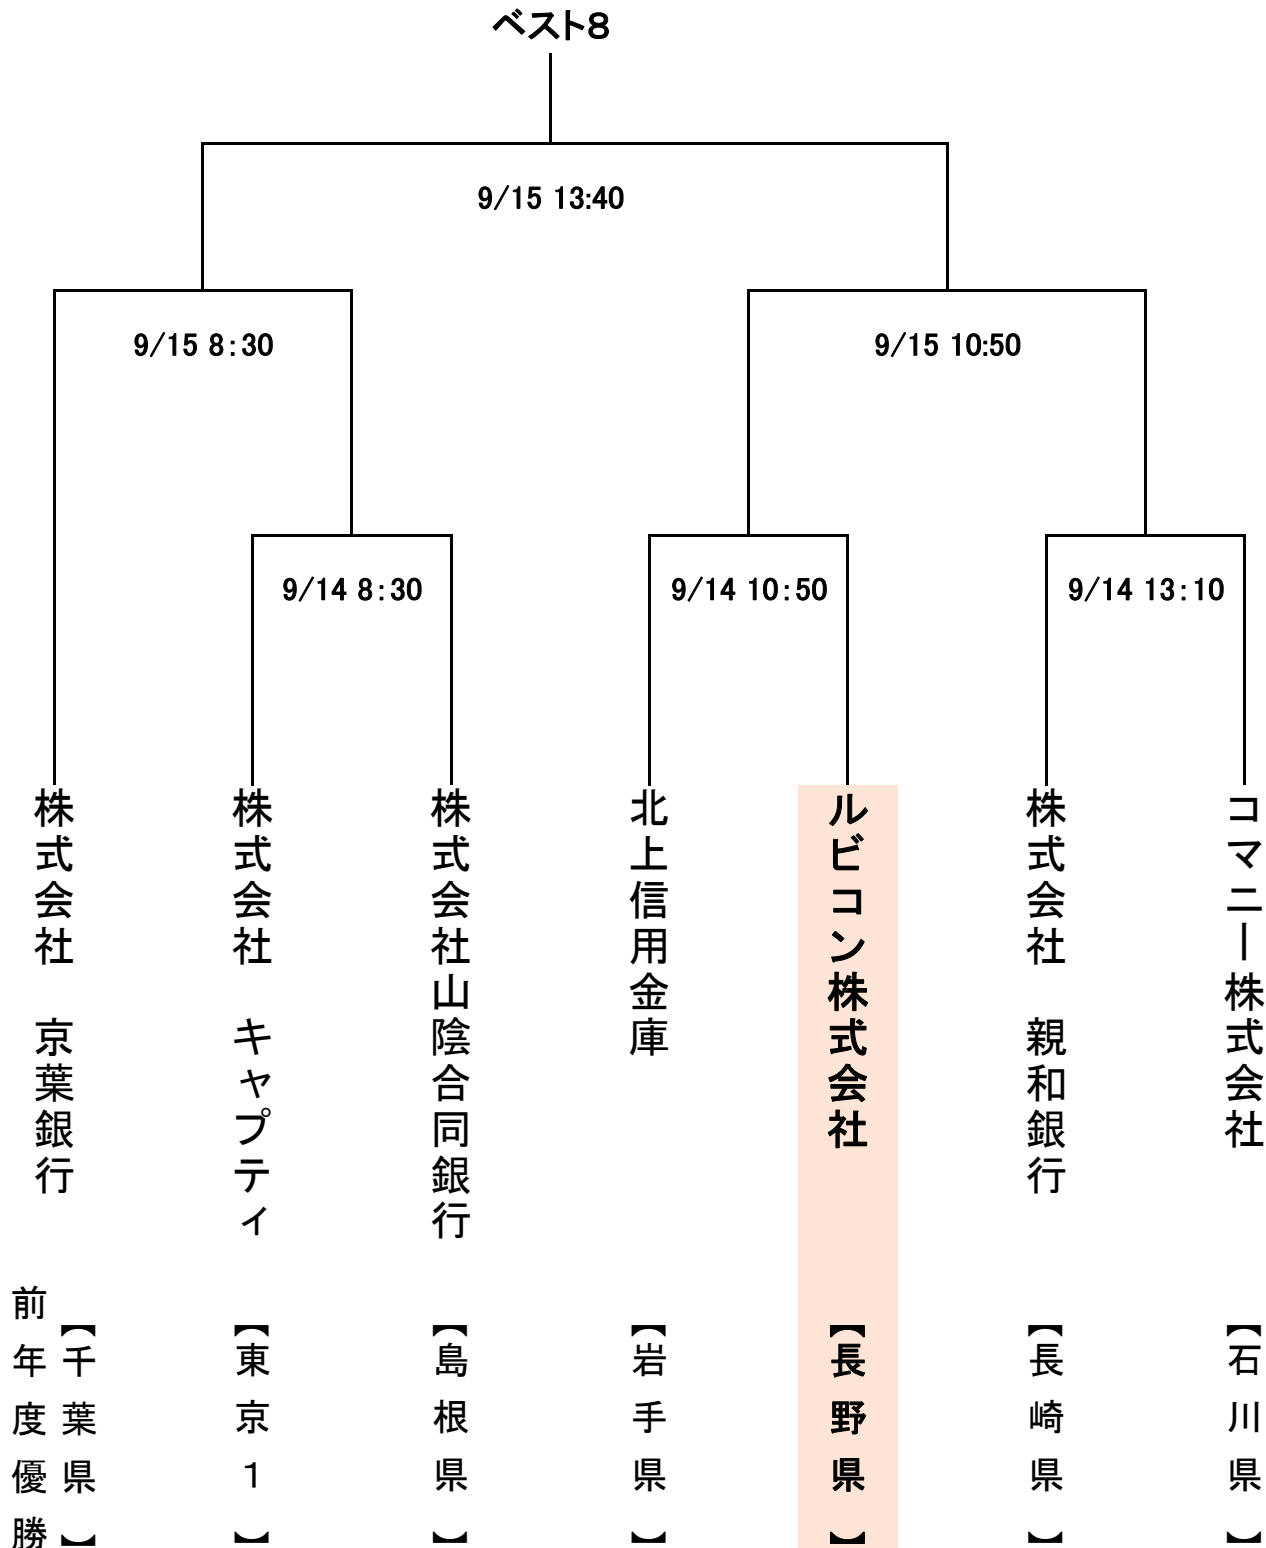 ベスト8
9/15 13:40
9/15 8:30
9/15 10:50
9/14 8:30
9/14 10:50
9/14 13:10
株式会社　京葉銀行
前年度優勝
【千葉県】
株式会社　キャプティ
【東京1】
株式会社山陰合同銀行
【島根県】
北上信用金庫
【岩手県】
ルビコン株式会社
【長野県】
株式会社　親和銀行
【長崎県】
コマニー株式会社
【石川県】